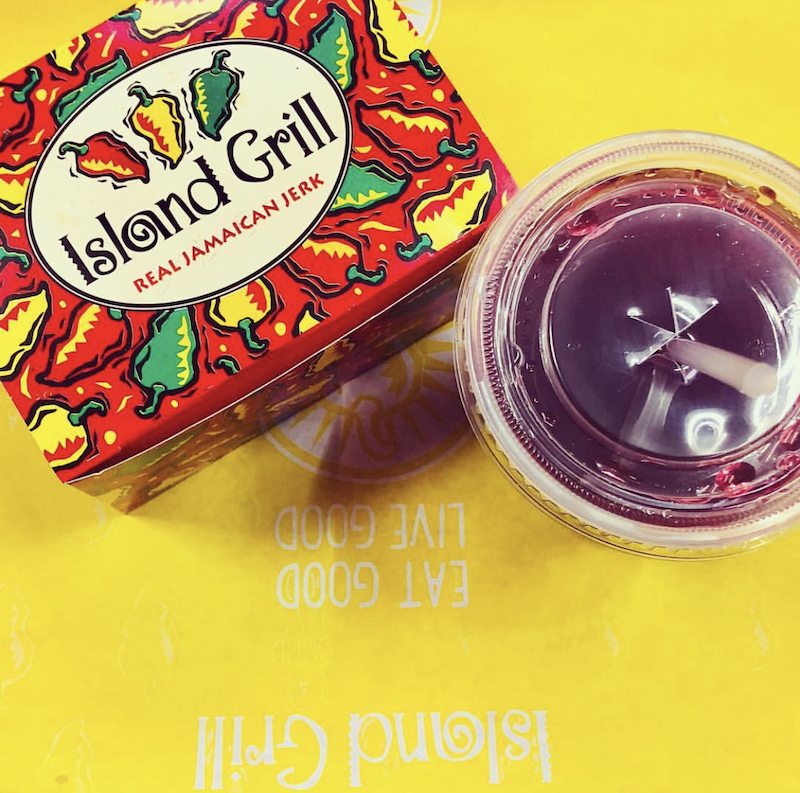 Island Grill
REAL JAMAICAN JERK
Island Grill
EAT GOOD
LIVE GOOD